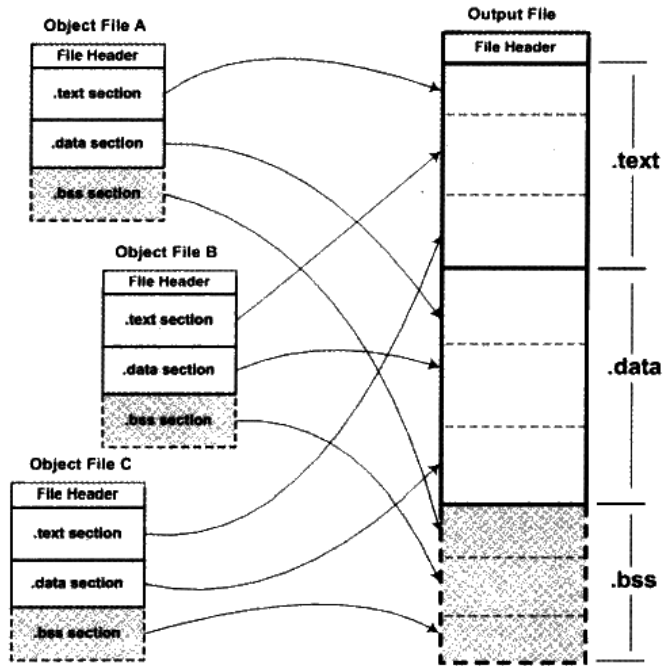 Object File A
File Header
.text section
.data section
.bss section
Object File B
File Header
.text section
.data section
.bss section
Object File C
File Header
.text section
.data section
.bss section
Output File
File Header
.text
.data
.bss